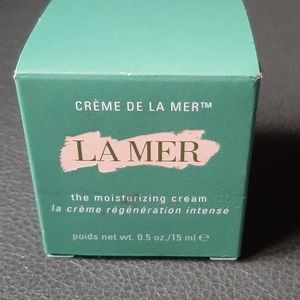 CRÈME DE LA MER™
LA MER
the moisturizing cream
la crème régénération intense
poids net wt. 0.5 oz./15 ml ℮